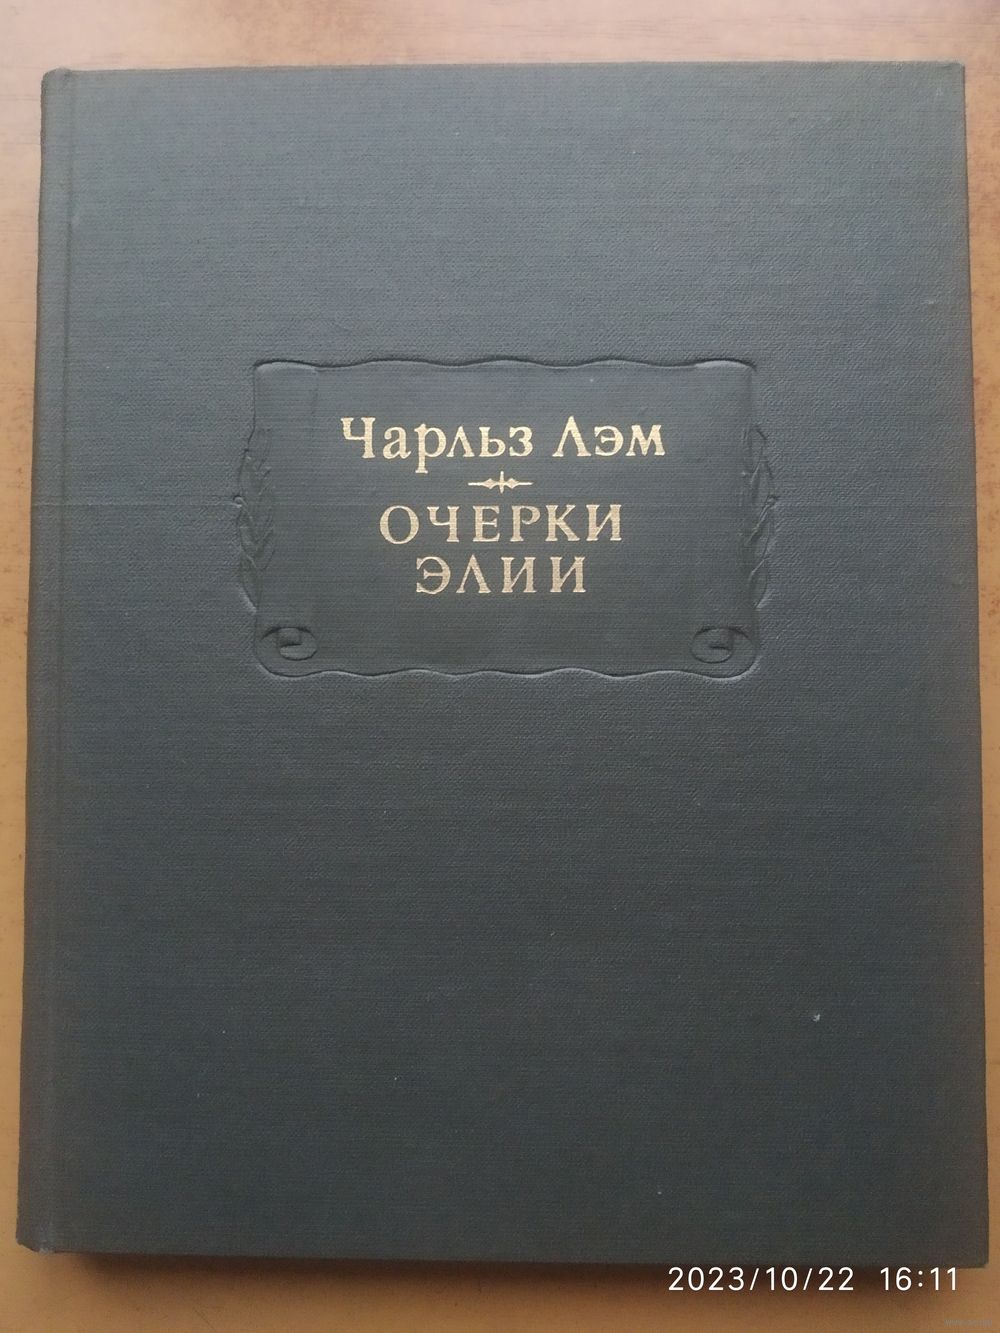 Чарльз Лэм
ОЧЕРКИ
ЭЛИИ
2023/10/22 16:11